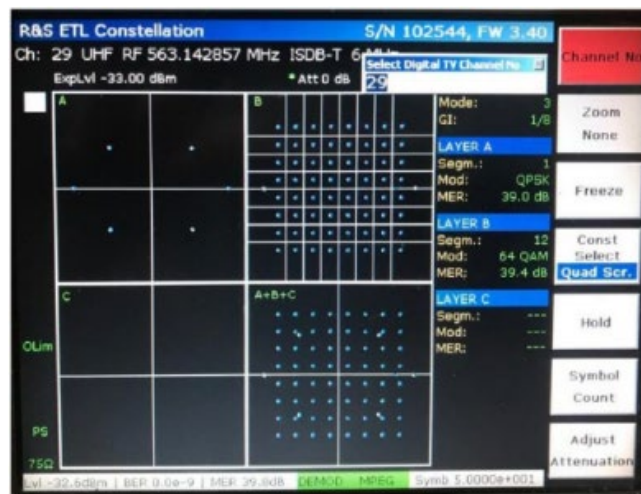 R&S ETL Constellation S/N 102544, FW 3.40
Ch: 29 UHF RF 563.142857 MHz ISDB-T 6 MHz
Select Digital TV Channel No
29
ExpLvl -33.00 dBm * Att 0 dB
A
B
C
A+B+C
Mode: 3
GI: 1/8
LAYER A
Segm.: 1
Mod: QPSK
MER: 39.0 dB
LAYER B
Segm.: 12
Mod: 64 QAM
MER: 39.4 dB
LAYER C
Segm.: ---
Mod: ---
MER: ---
OLim
PS
75Ω
Lvl -32.6dBm | BER 0.0e-9 | MER 39.8dB DEMOD MPEG Symb 5.0000e+001
Channel No
Zoom
None
Freeze
Const
Select
Quad Scr.
Hold
Symbol
Count
Adjust
Attenuation